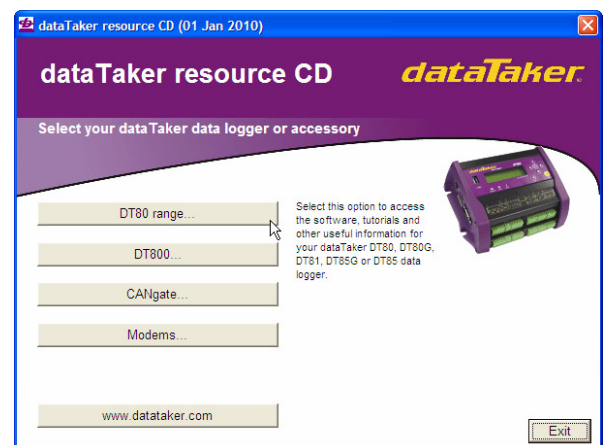 dataTaker resource CD (01 Jan 2010)
dataTaker resource CD
dataTaker.
Select your dataTaker data logger or accessory
DT80 range...
Select this option to access
the software, tutorials and
other useful information for
your dataTaker DT80, DT80G,
DT81, DT85G or DT85 data
logger.
DT800...
CANgate...
Modems...
www.datataker.com
Exit